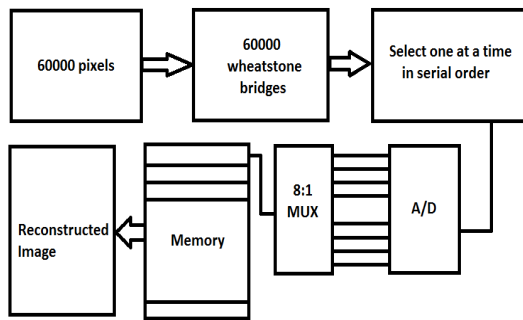 60000 pixels
60000
wheatstone
bridges
Select one at a time
in serial order
Reconstructed
Image
Memory
8:1
MUX
A/D